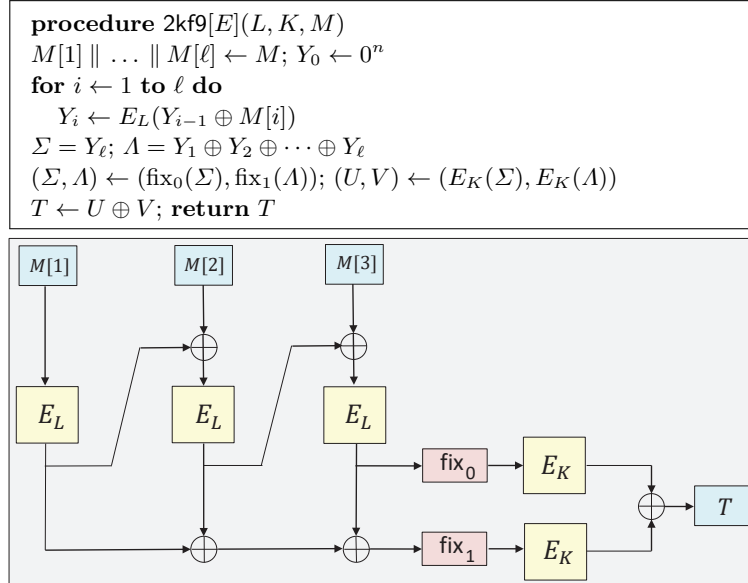 procedure 2kf9[E](L, K, M)
M[1] ∥ … ∥ M[ℓ] ← M; Y₀ ← 0ⁿ
for i ← 1 to ℓ do
Yᵢ ← E_L(Yᵢ₋₁ ⊕ M[i])
Σ = Y_ℓ; Λ = Y₁ ⊕ Y₂ ⊕ ⋯ ⊕ Y_ℓ
(Σ, Λ) ← (fix₀(Σ), fix₁(Λ)); (U, V) ← (E_K(Σ), E_K(Λ))
T ← U ⊕ V; return T
M[1] M[2] M[3]
E_L E_L E_L
fix₀ E_K
T
fix₁ E_K